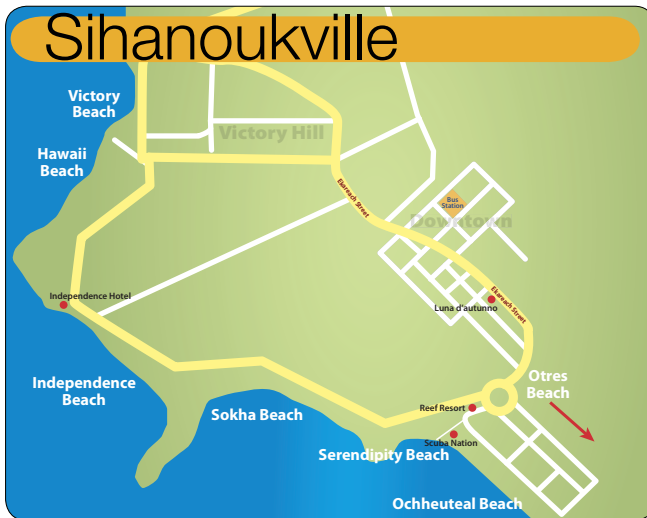 Sihanoukville
Victory
Beach
Victory Hill
Hawaii
Beach
Ekareach Street
Bus
Station
Downtown
Independence Hotel
Luna d'autunno
Ekareach Street
Independence
Beach
Otres
Beach
Sokha Beach
Reef Resort
Scuba Nation
Serendipity Beach
Ochheuteal Beach